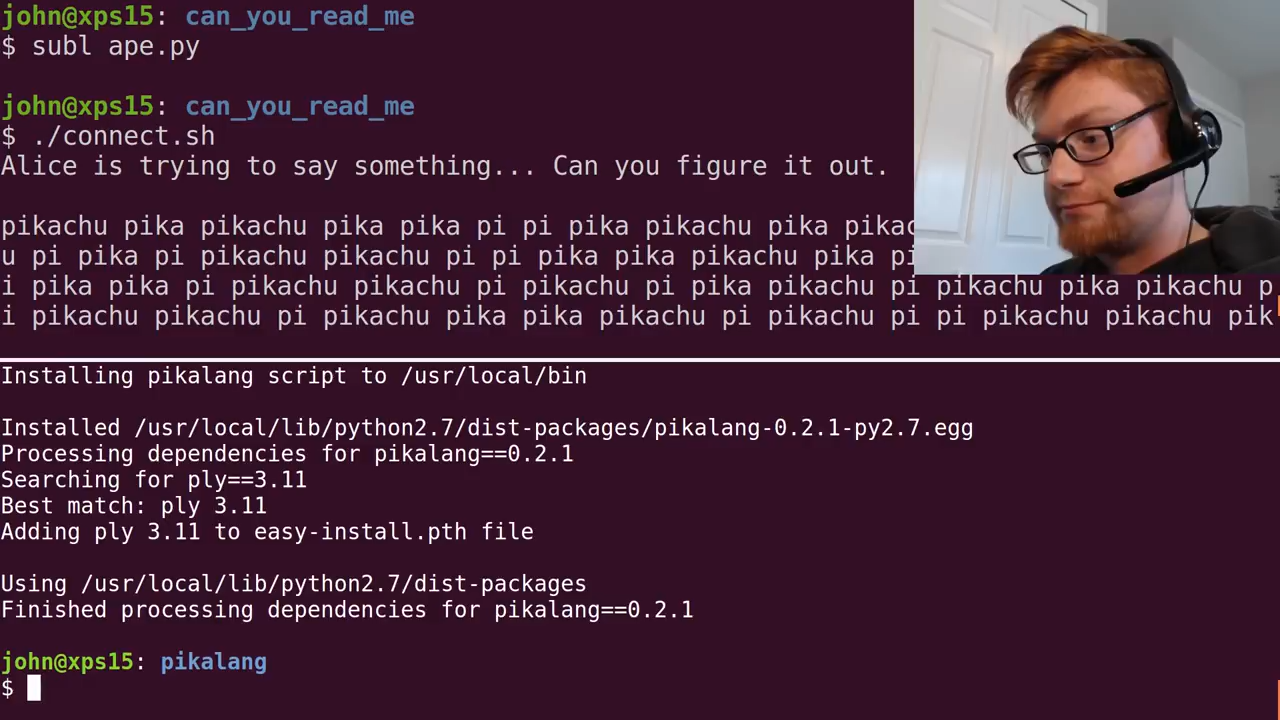 john@xps15: can_you_read_me
$ subl ape.py
john@xps15: can_you_read_me
$ ./connect.sh
Alice is trying to say something... Can you figure it out.
pikachu pika pikachu pika pika pi pi pika pikachu pika pikac
u pi pika pi pikachu pikachu pi pi pika pika pikachu pika pi
i pika pika pi pikachu pikachu pi pikachu pi pika pikachu pi pikachu pika pikachu p
i pikachu pikachu pi pikachu pika pika pikachu pi pikachu pi pi pikachu pikachu pik
Installing pikalang script to /usr/local/bin
Installed /usr/local/lib/python2.7/dist-packages/pikalang-0.2.1-py2.7.egg
Processing dependencies for pikalang==0.2.1
Searching for ply==3.11
Best match: ply 3.11
Adding ply 3.11 to easy-install.pth file
Using /usr/local/lib/python2.7/dist-packages
Finished processing dependencies for pikalang==0.2.1
john@xps15: pikalang
$